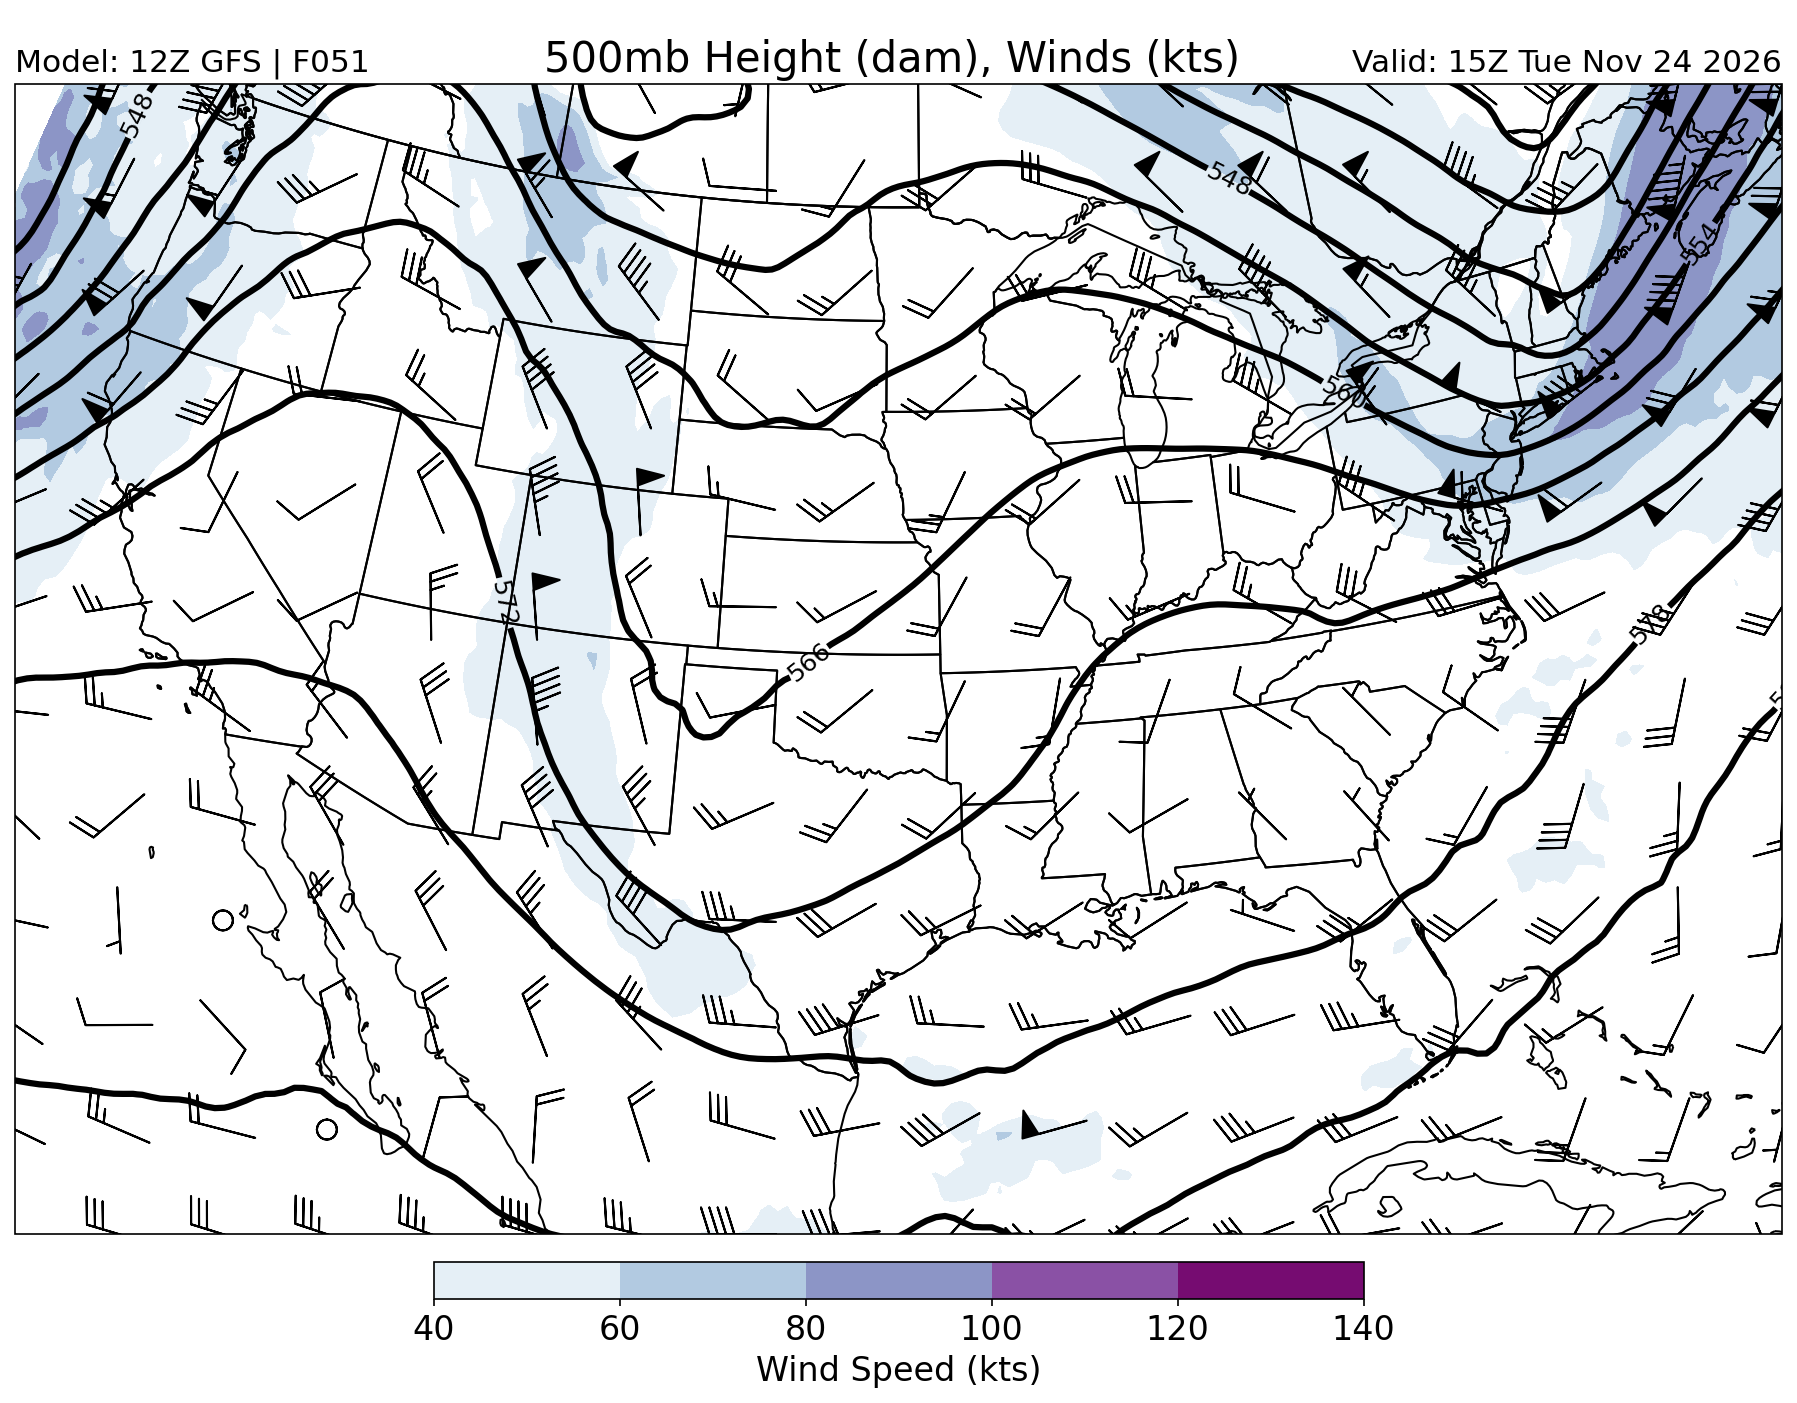 Model: 12Z GFS | F051
500mb Height (dam), Winds (kts)
Valid: 15Z Tue Nov 24 2026
548
548
554
560
572
578
566
40 60 80 100 120 140
Wind Speed (kts)